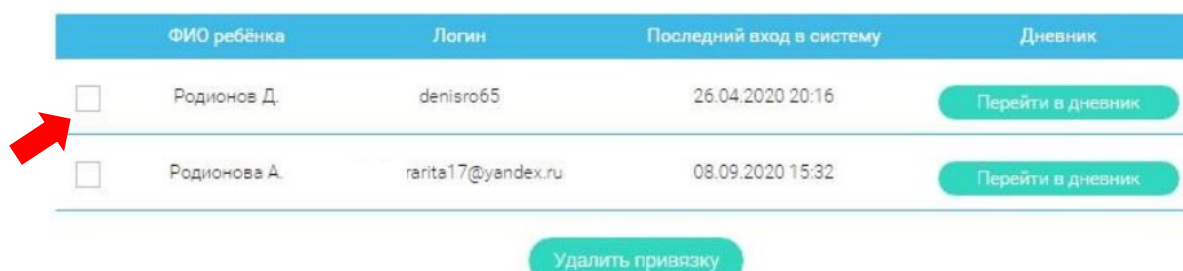 ФИО ребёнка Логин Последний вход в систему Дневник
Родионов Д. denisro65 26.04.2020 20:16 Перейти в дневник
Родионова А. rarita17@yandex.ru 08.09.2020 15:32 Перейти в дневник
Удалить привязку